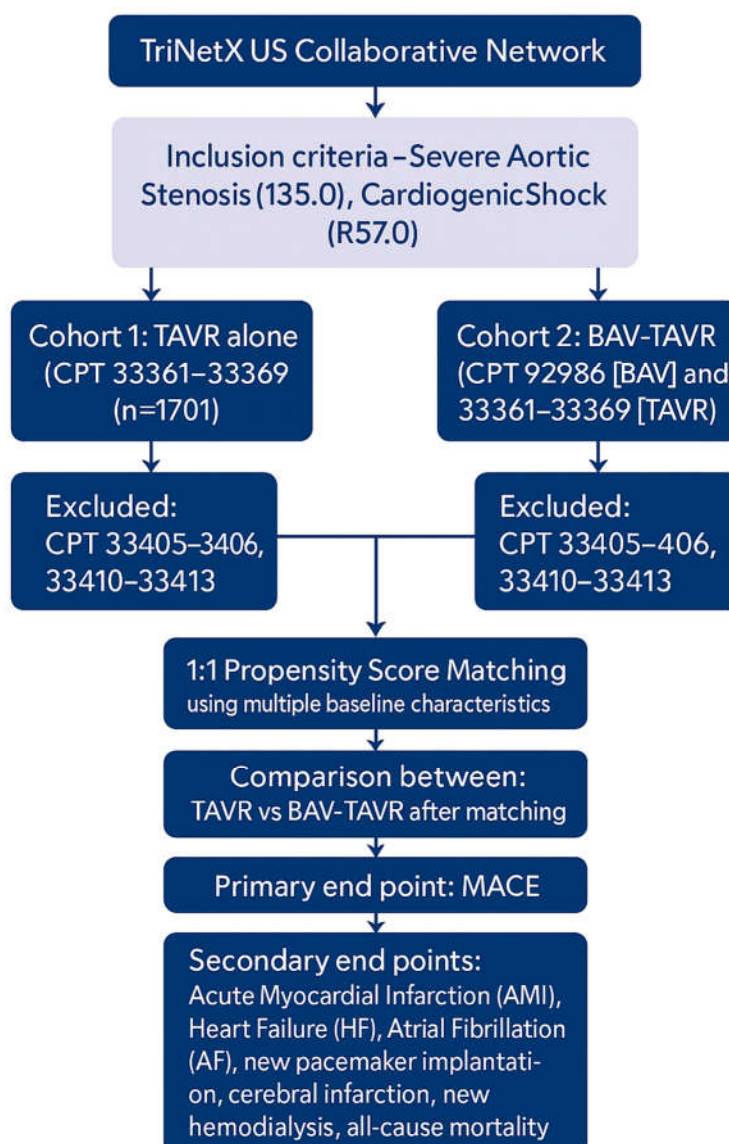 TriNetX US Collaborative Network
Inclusion criteria–Severe Aortic
Stenosis (135.0), CardiogenicShock
(R57.0)
Cohort 1: TAVR alone
(CPT 33361–33369
(n=1701)
Cohort 2: BAV-TAVR
(CPT 92986 [BAV] and
33361–33369 [TAVR)
Excluded:
CPT 33405–3406,
33410–33413
Excluded:
CPT 33405–406,
33410–33413
1:1 Propensity Score Matching
using multiple baseline characteristics
Comparison between:
TAVR vs BAV-TAVR after matching
Primary end point: MACE
Secondary end points:
Acute Myocardial Infarction (AMI),
Heart Failure (HF), Atrial Fibrillation
(AF), new pacemaker implantati-
on, cerebral infarction, new
hemodialysis, all-cause mortality